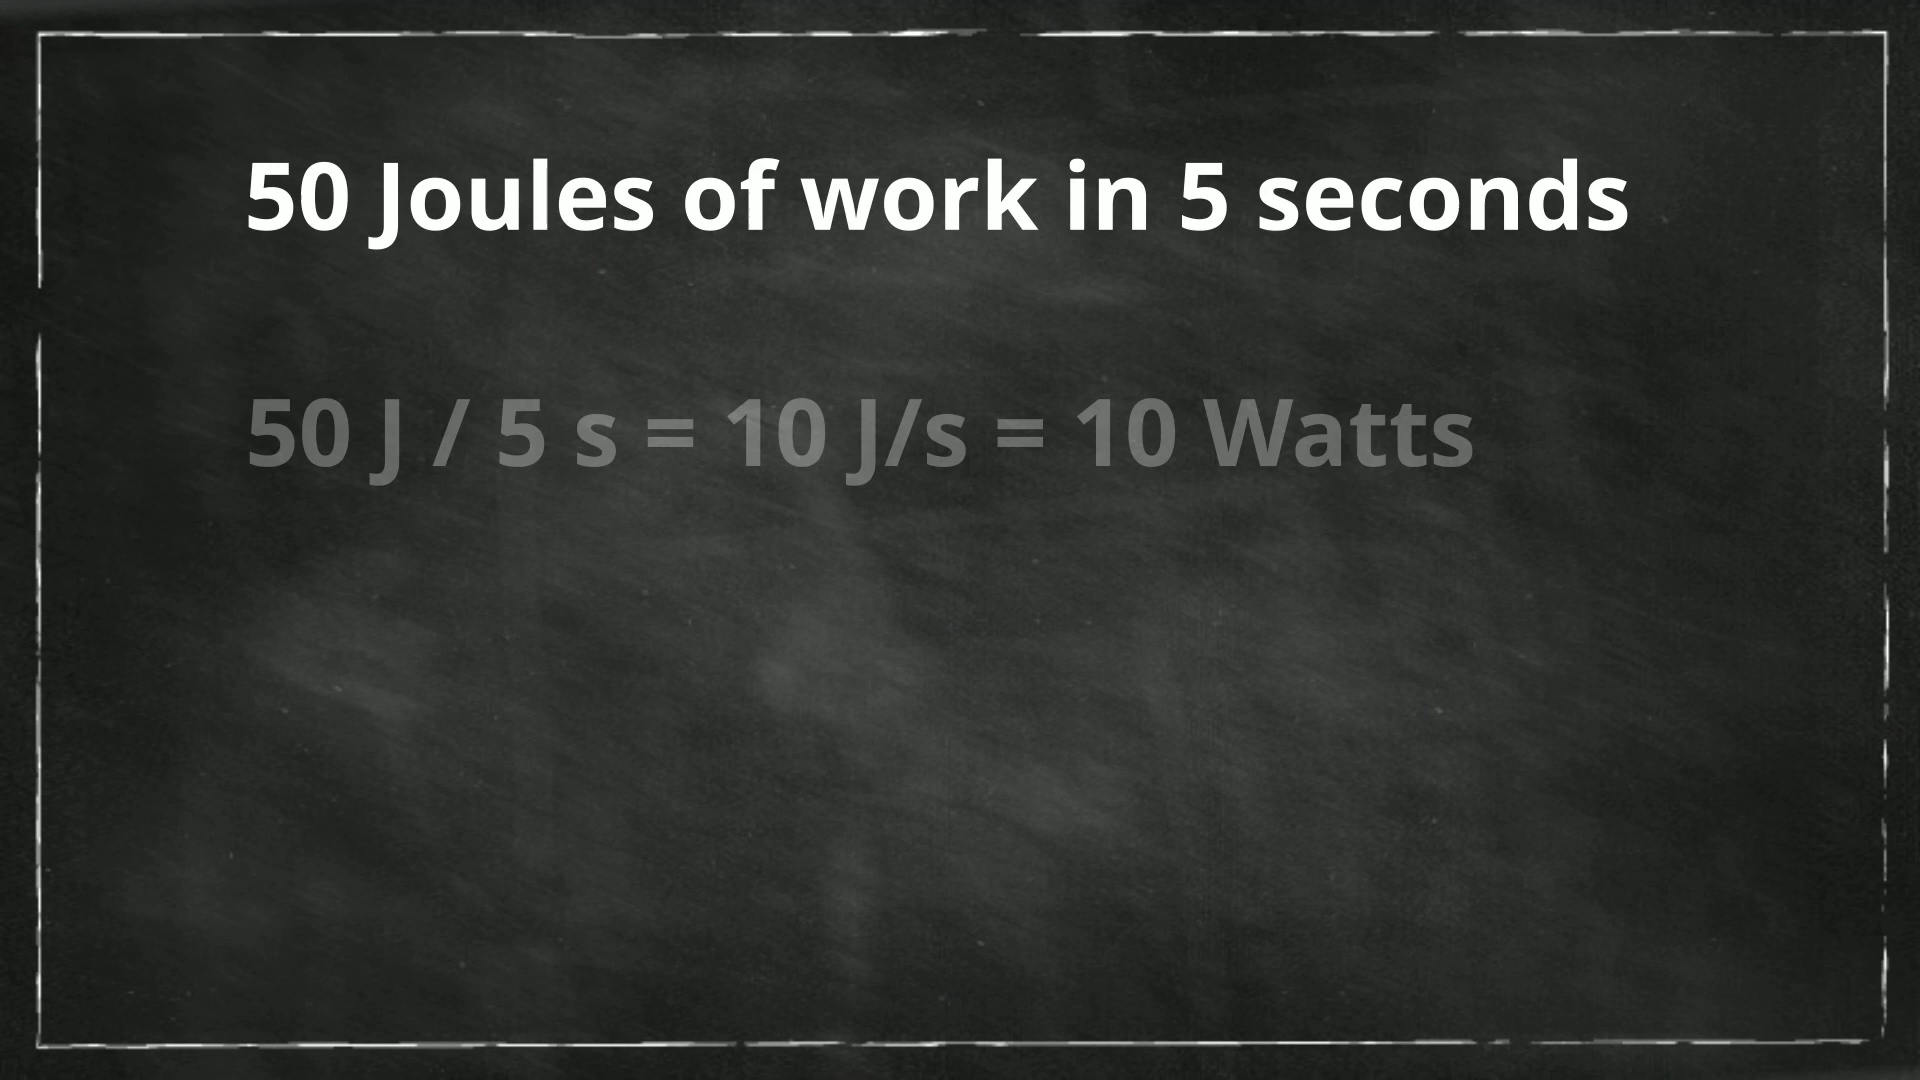 50 Joules of work in 5 seconds
50 J / 5 s = 10 J/s = 10 Watts